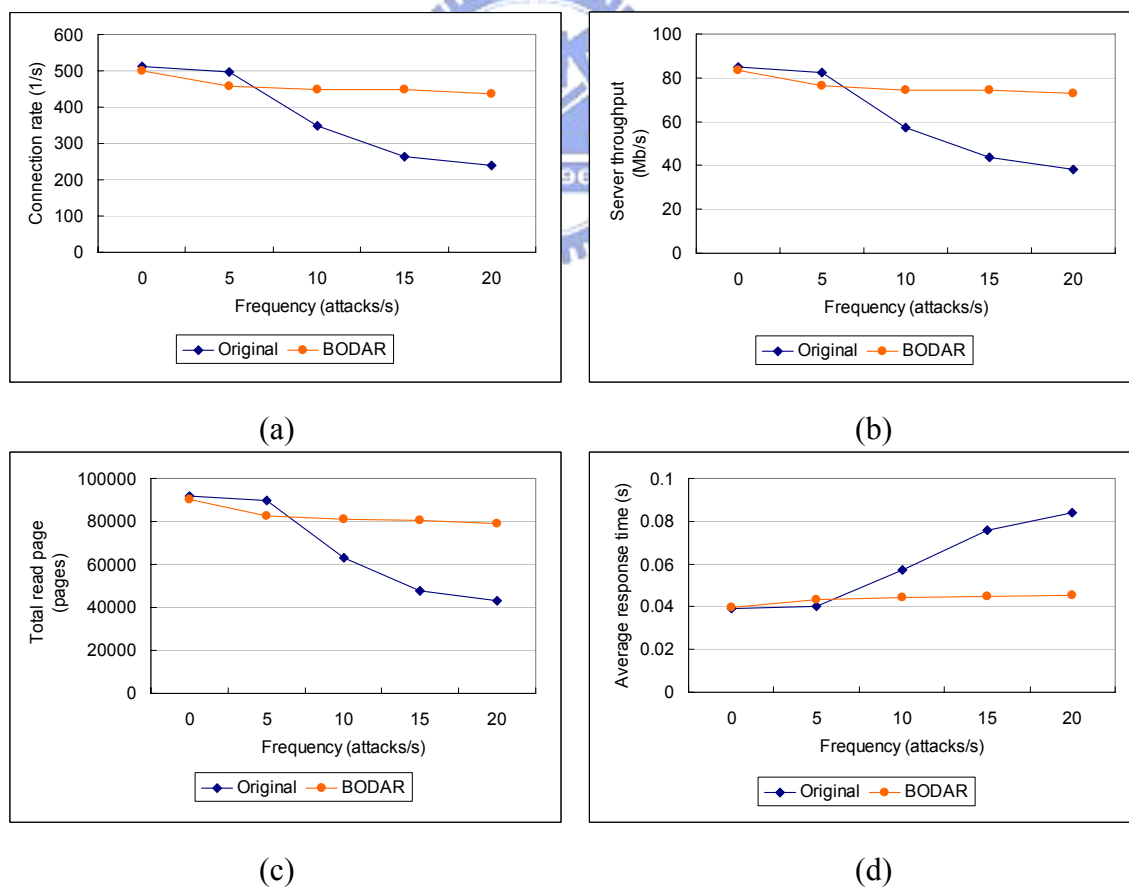 600
500
400
300
200
100
0
Connection rate (1/s)
0 5 10 15 20
Frequency (attacks/s)
Original BODAR
(a)
100
80
60
40
20
0
Server throughput
(Mb/s)
0 5 10 15 20
Frequency (attacks/s)
Original BODAR
(b)
100000
80000
60000
40000
20000
0
Total read page
(pages)
0 5 10 15 20
Frequency (attacks/s)
Original BODAR
(c)
0.1
0.08
0.06
0.04
0.02
0
Average response time (s)
0 5 10 15 20
Frequency (attacks/s)
Original BODAR
(d)